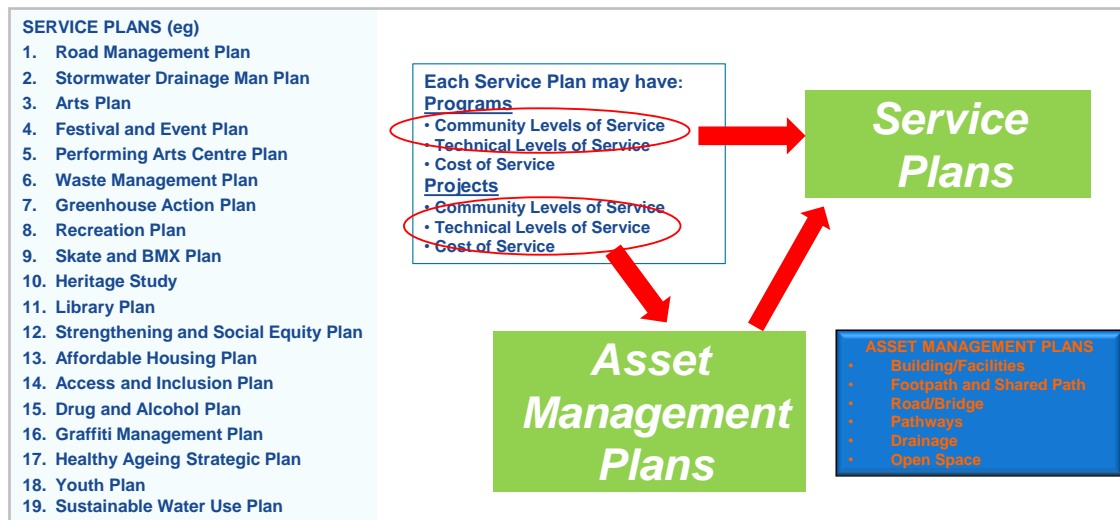 SERVICE PLANS (eg)
1. Road Management Plan
2. Stormwater Drainage Man Plan
3. Arts Plan
4. Festival and Event Plan
5. Performing Arts Centre Plan
6. Waste Management Plan
7. Greenhouse Action Plan
8. Recreation Plan
9. Skate and BMX Plan
10. Heritage Study
11. Library Plan
12. Strengthening and Social Equity Plan
13. Affordable Housing Plan
14. Access and Inclusion Plan
15. Drug and Alcohol Plan
16. Graffiti Management Plan
17. Healthy Ageing Strategic Plan
18. Youth Plan
19. Sustainable Water Use Plan
Each Service Plan may have:
Programs
• Community Levels of Service
• Technical Levels of Service
• Cost of Service
Projects
• Community Levels of Service
• Technical Levels of Service
• Cost of Service
Service
Plans
Asset
Management
Plans
ASSET MANAGEMENT PLANS
• Building/Facilities
• Footpath and Shared Path
• Road/Bridge
• Pathways
• Drainage
• Open Space